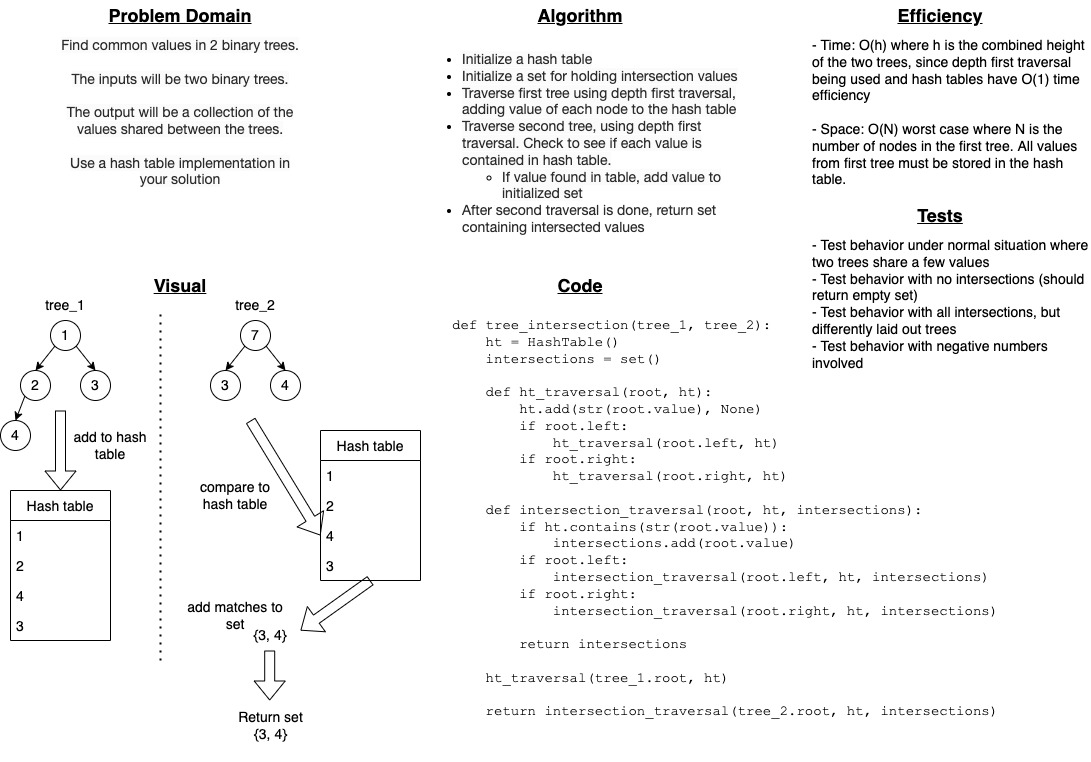 Problem Domain
Find common values in 2 binary trees.
The inputs will be two binary trees.
The output will be a collection of the
values shared between the trees.
Use a hash table implementation in
your solution
Algorithm
• Initialize a hash table
• Initialize a set for holding intersection values
• Traverse first tree using depth first traversal,
adding value of each node to the hash table
• Traverse second tree, using depth first
traversal. Check to see if each value is
contained in hash table.
◦ If value found in table, add value to
initialized set
• After second traversal is done, return set
containing intersected values
Efficiency
- Time: O(h) where h is the combined height
of the two trees, since depth first traversal
being used and hash tables have O(1) time
efficiency
- Space: O(N) worst case where N is the
number of nodes in the first tree. All values
from first tree must be stored in the hash
table.
Tests
- Test behavior under normal situation where
two trees share a few values
- Test behavior with no intersections (should
return empty set)
- Test behavior with all intersections, but
differently laid out trees
- Test behavior with negative numbers
involved
Visual
tree_1
1
2
3
4
add to hash
table
Hash table
1
2
4
3
tree_2
7
3
4
compare to
hash table
Hash table
1
2
4
3
add matches to
set
{3, 4}
Return set
{3, 4}
Code
def tree_intersection(tree_1, tree_2):
    ht = HashTable()
    intersections = set()
    def ht_traversal(root, ht):
        ht.add(str(root.value), None)
        if root.left:
            ht_traversal(root.left, ht)
        if root.right:
            ht_traversal(root.right, ht)
    def intersection_traversal(root, ht, intersections):
        if ht.contains(str(root.value)):
            intersections.add(root.value)
        if root.left:
            intersection_traversal(root.left, ht, intersections)
        if root.right:
            intersection_traversal(root.right, ht, intersections)
        return intersections
    ht_traversal(tree_1.root, ht)
    return intersection_traversal(tree_2.root, ht, intersections)